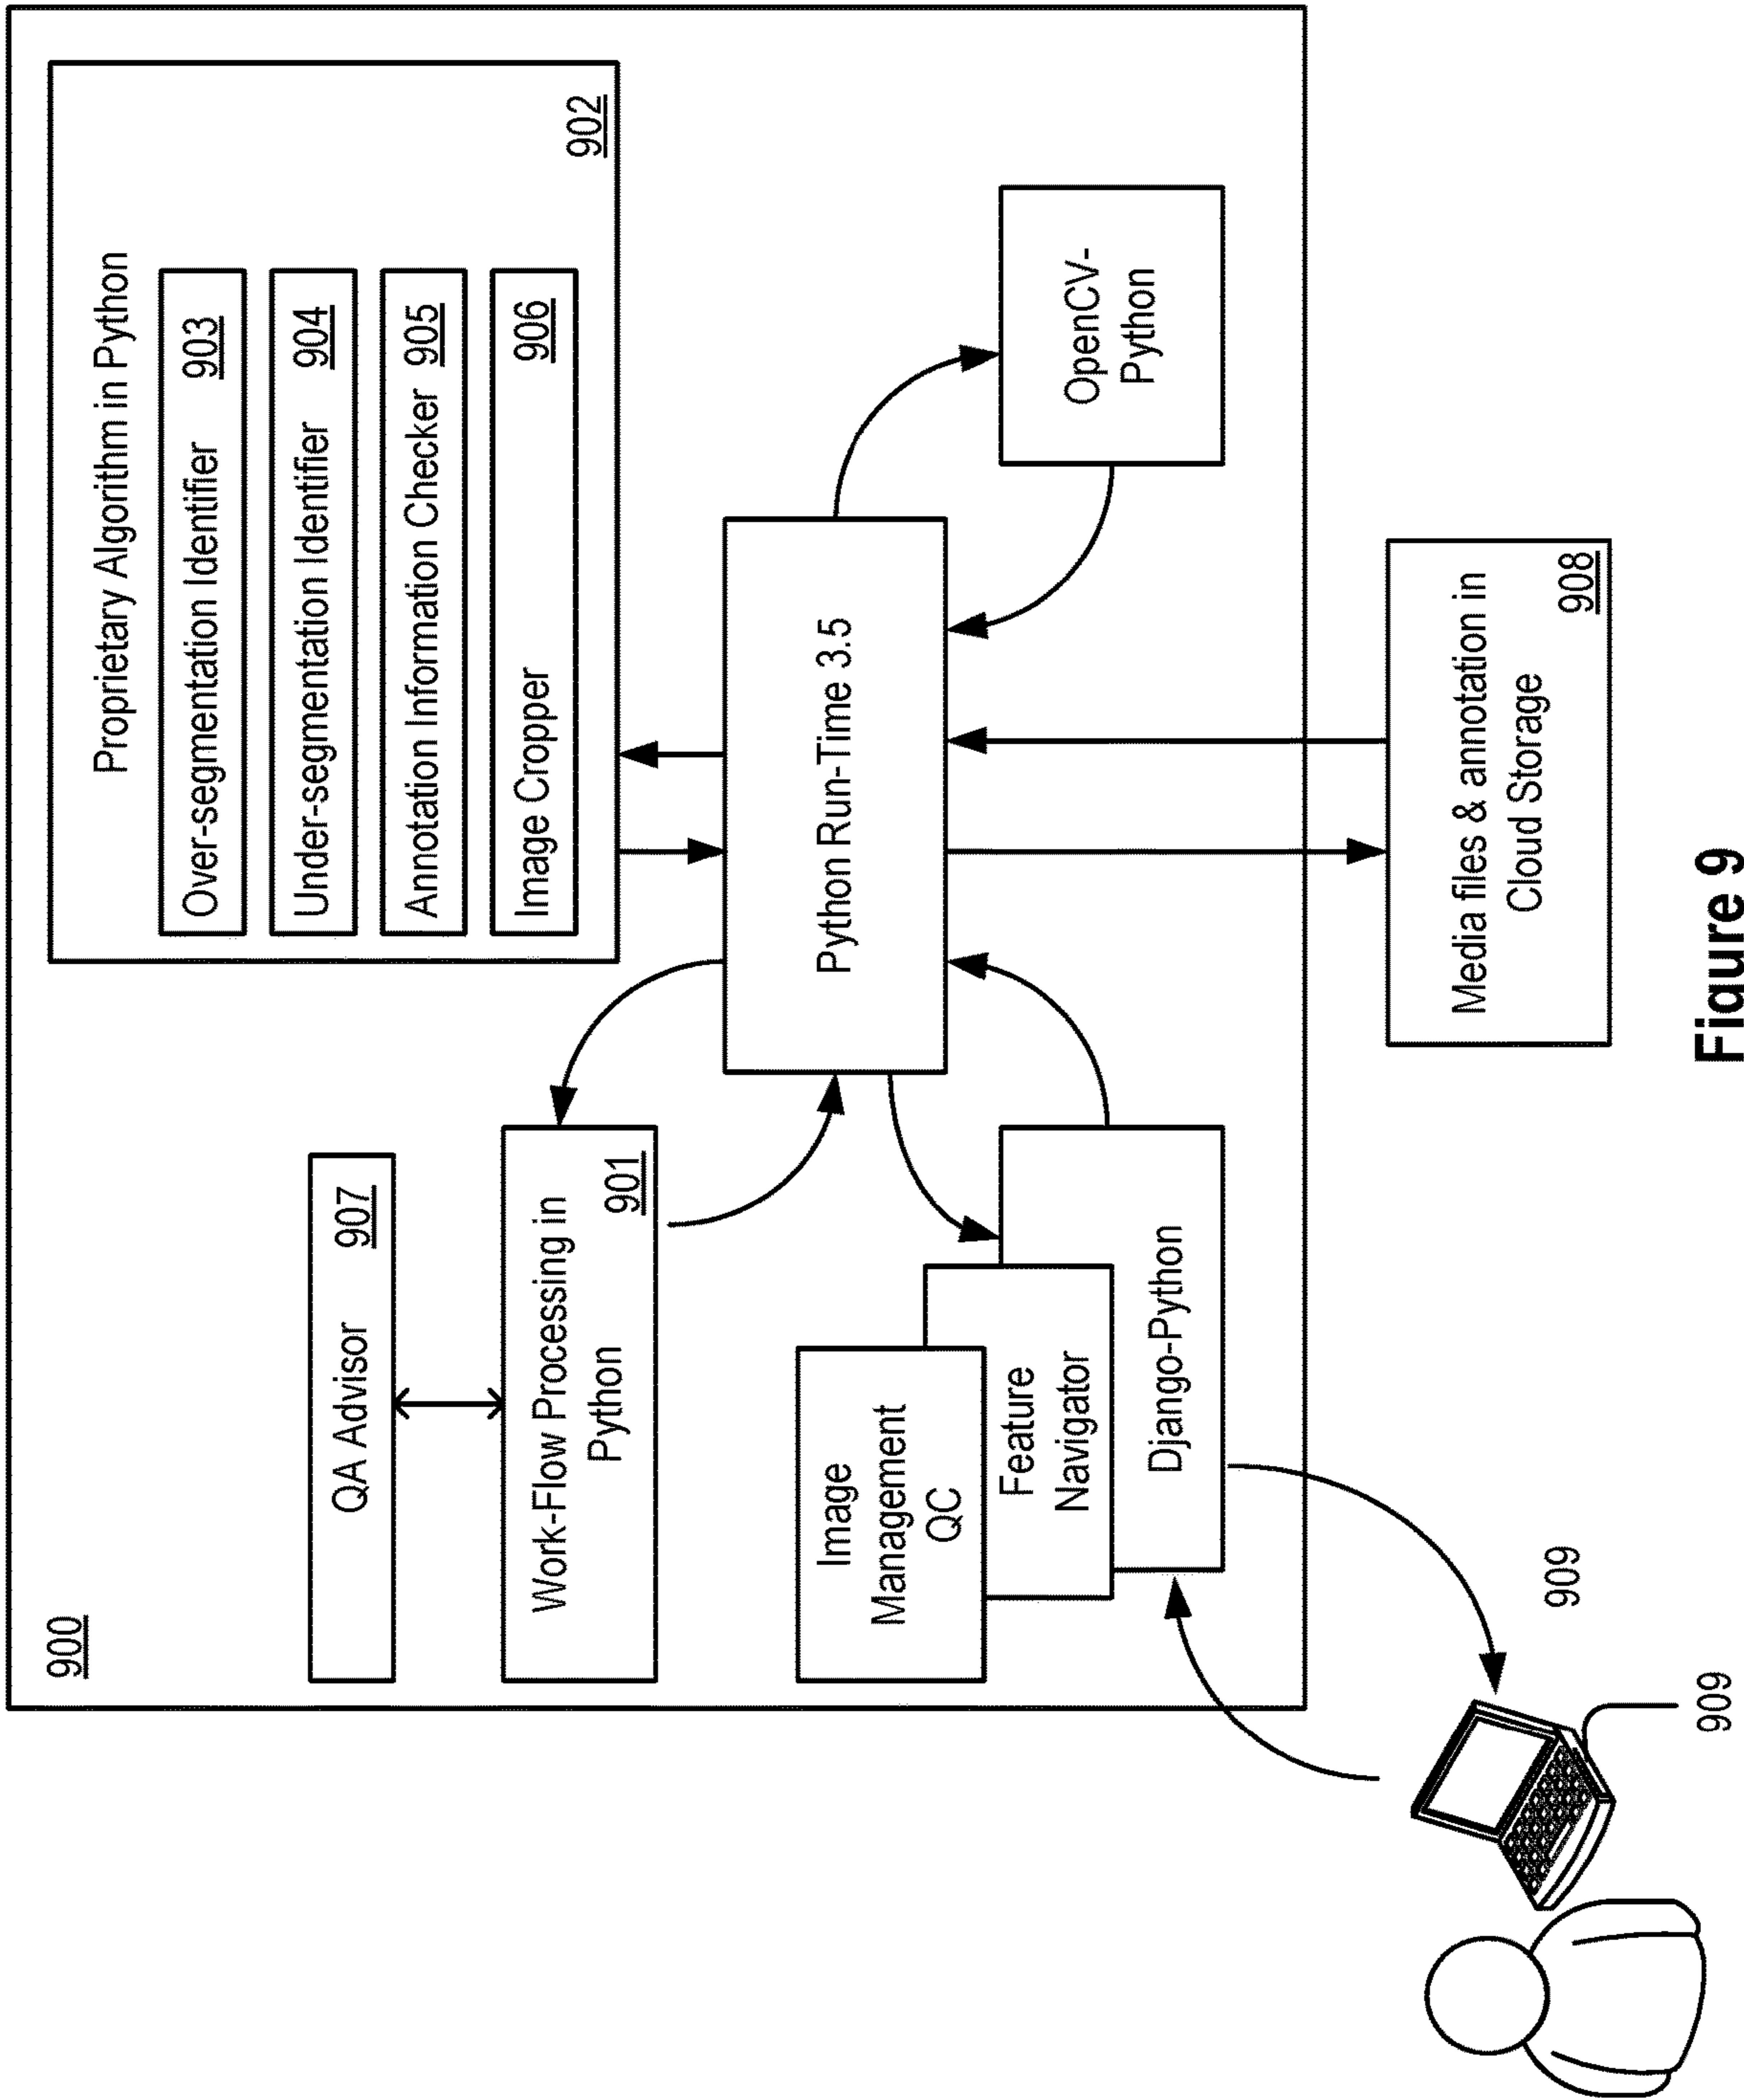 900
Proprietary Algorithm in Python
Over-segmentation Identifier 903
Under-segmentation Identifier 904
Annotation Information Checker 905
Image Cropper 906
902
QA Advisor 907
Work-Flow Processing in
Python
901
Python Run-Time 3.5
Image
Management
QC
Feature
Navigator
Django-Python
OpenCV-
Python
Media files & annotation in
Cloud Storage
908
909
909
Figure 9